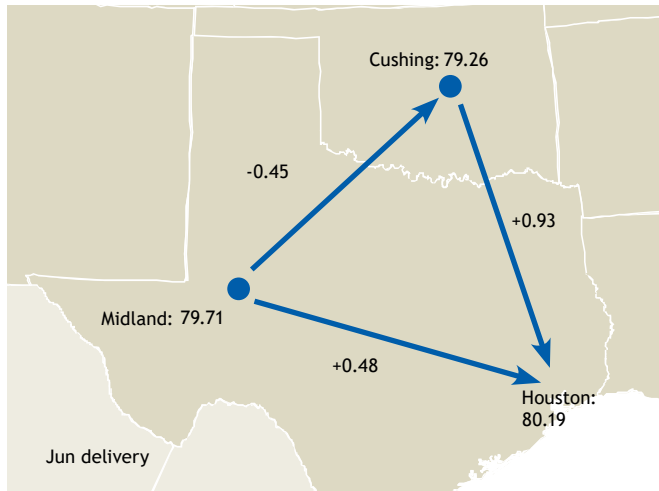 Cushing: 79.26
-0.45
+0.93
Midland: 79.71
+0.48
Houston:
80.19
Jun delivery